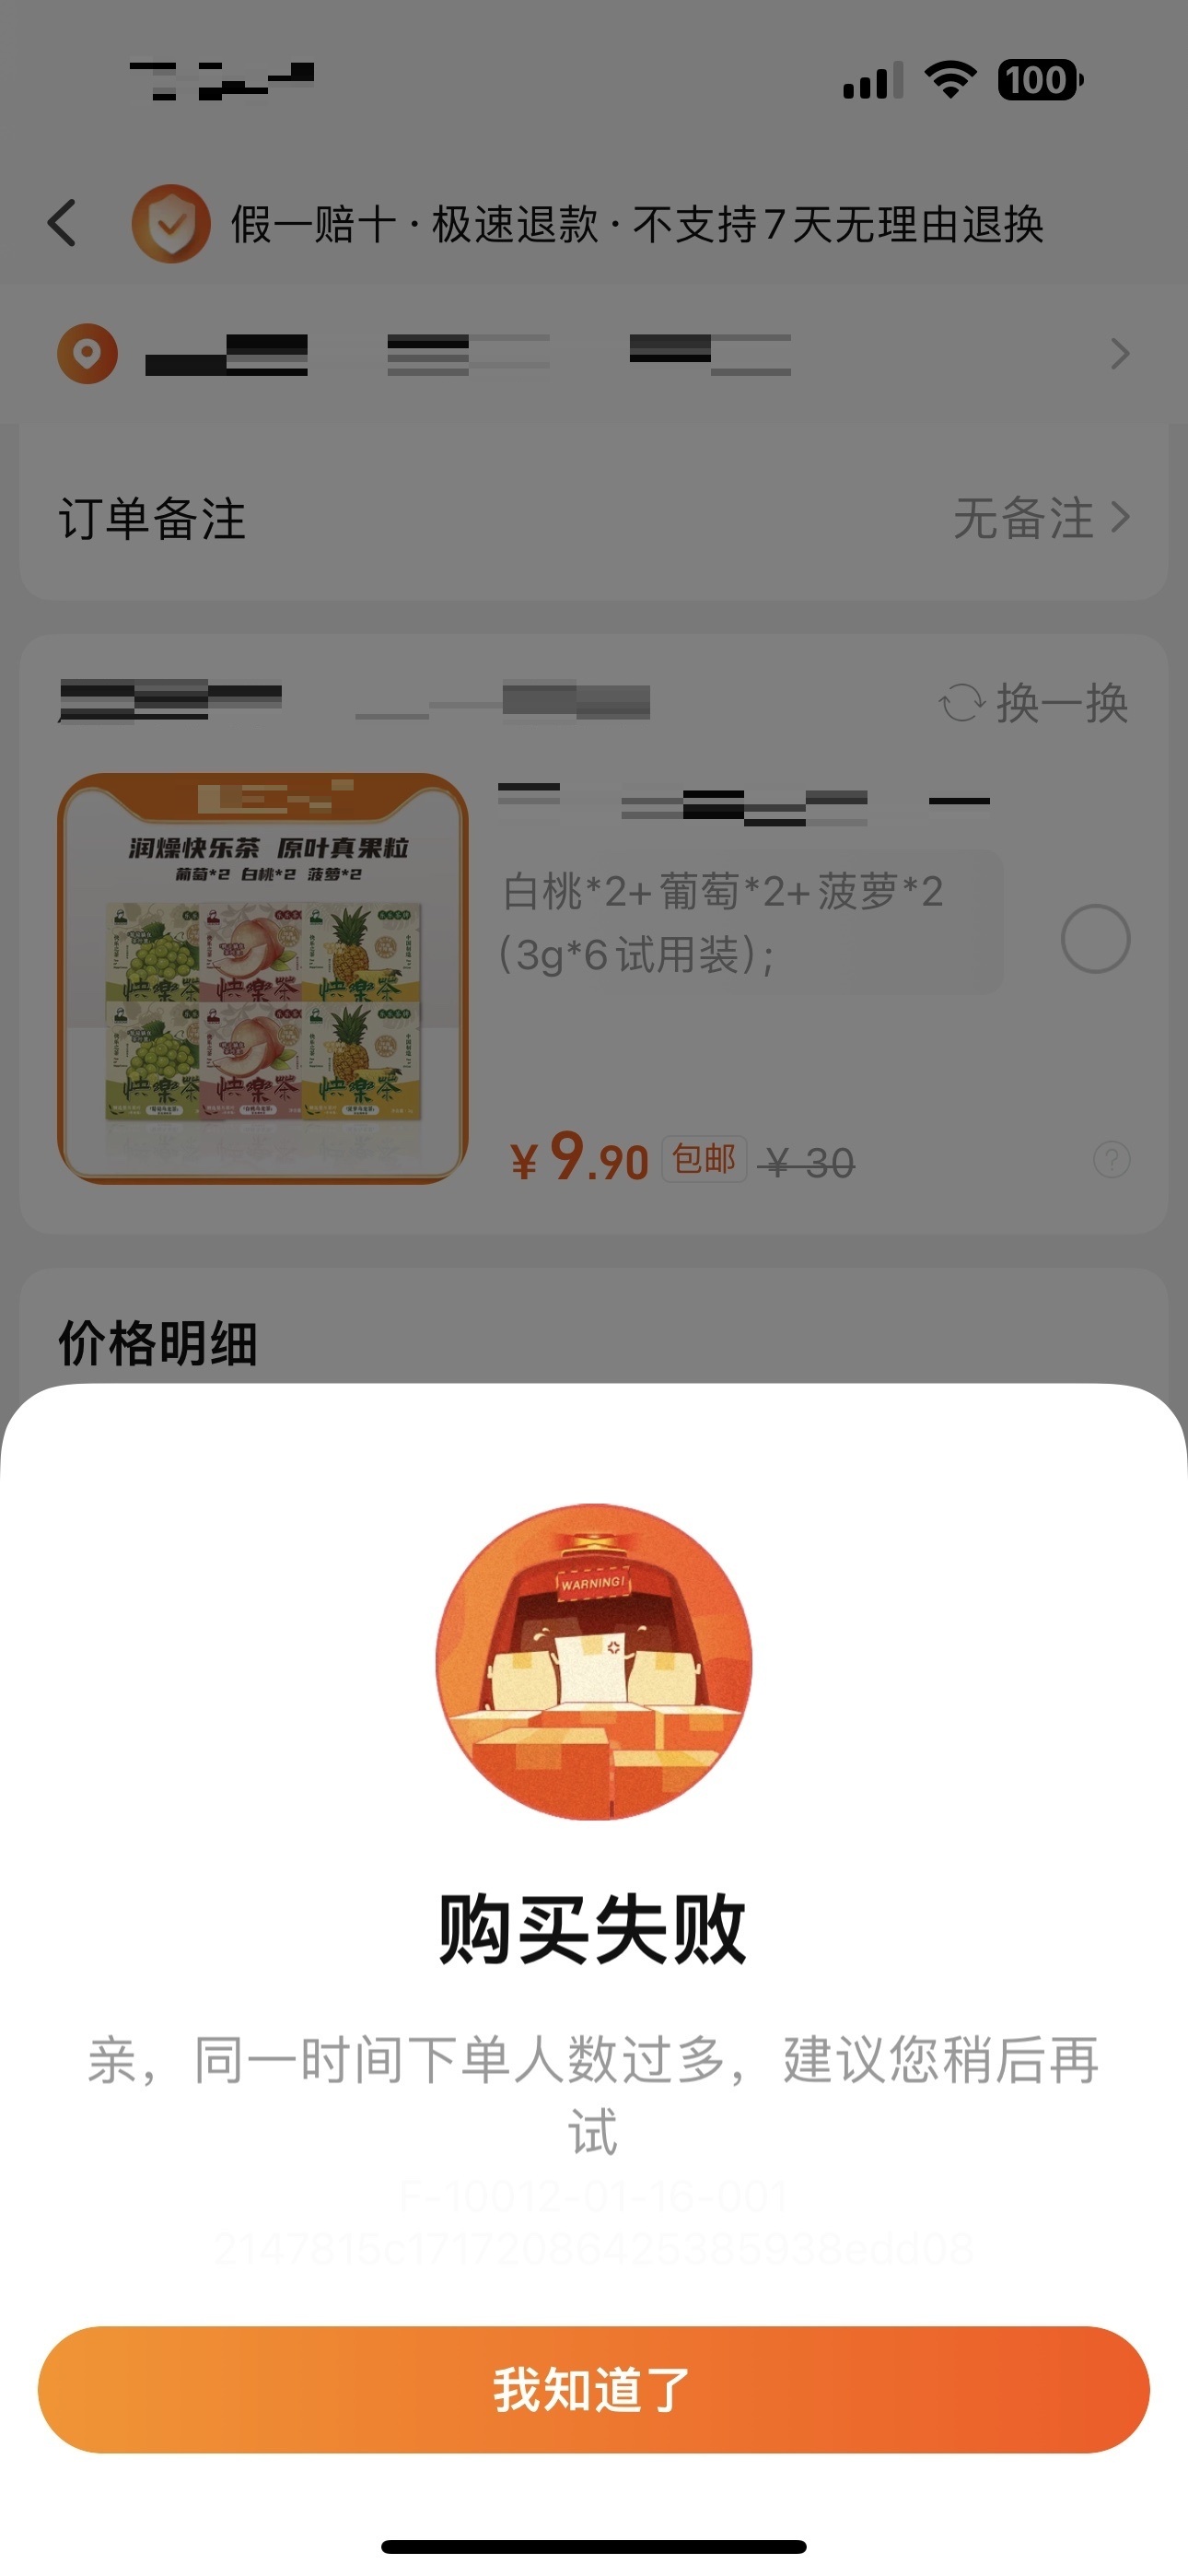 100
假一赔十·极速退款·不支持7天无理由退换
订单备注
无备注
换一换
润燥快乐茶 原叶真果粒
葡萄*2 白桃*2 菠萝*2
快樂茶
快樂茶
快樂茶
快樂茶
快樂茶
快樂茶
白桃*2+葡萄*2+菠萝*2
(3g*6试用装);
¥9.90 包邮 ¥30
价格明细
WARNING!
购买失败
亲，同一时间下单人数过多，建议您稍后再
试
F-10012-01-16-001
2147815c17172086425385938edd08
我知道了